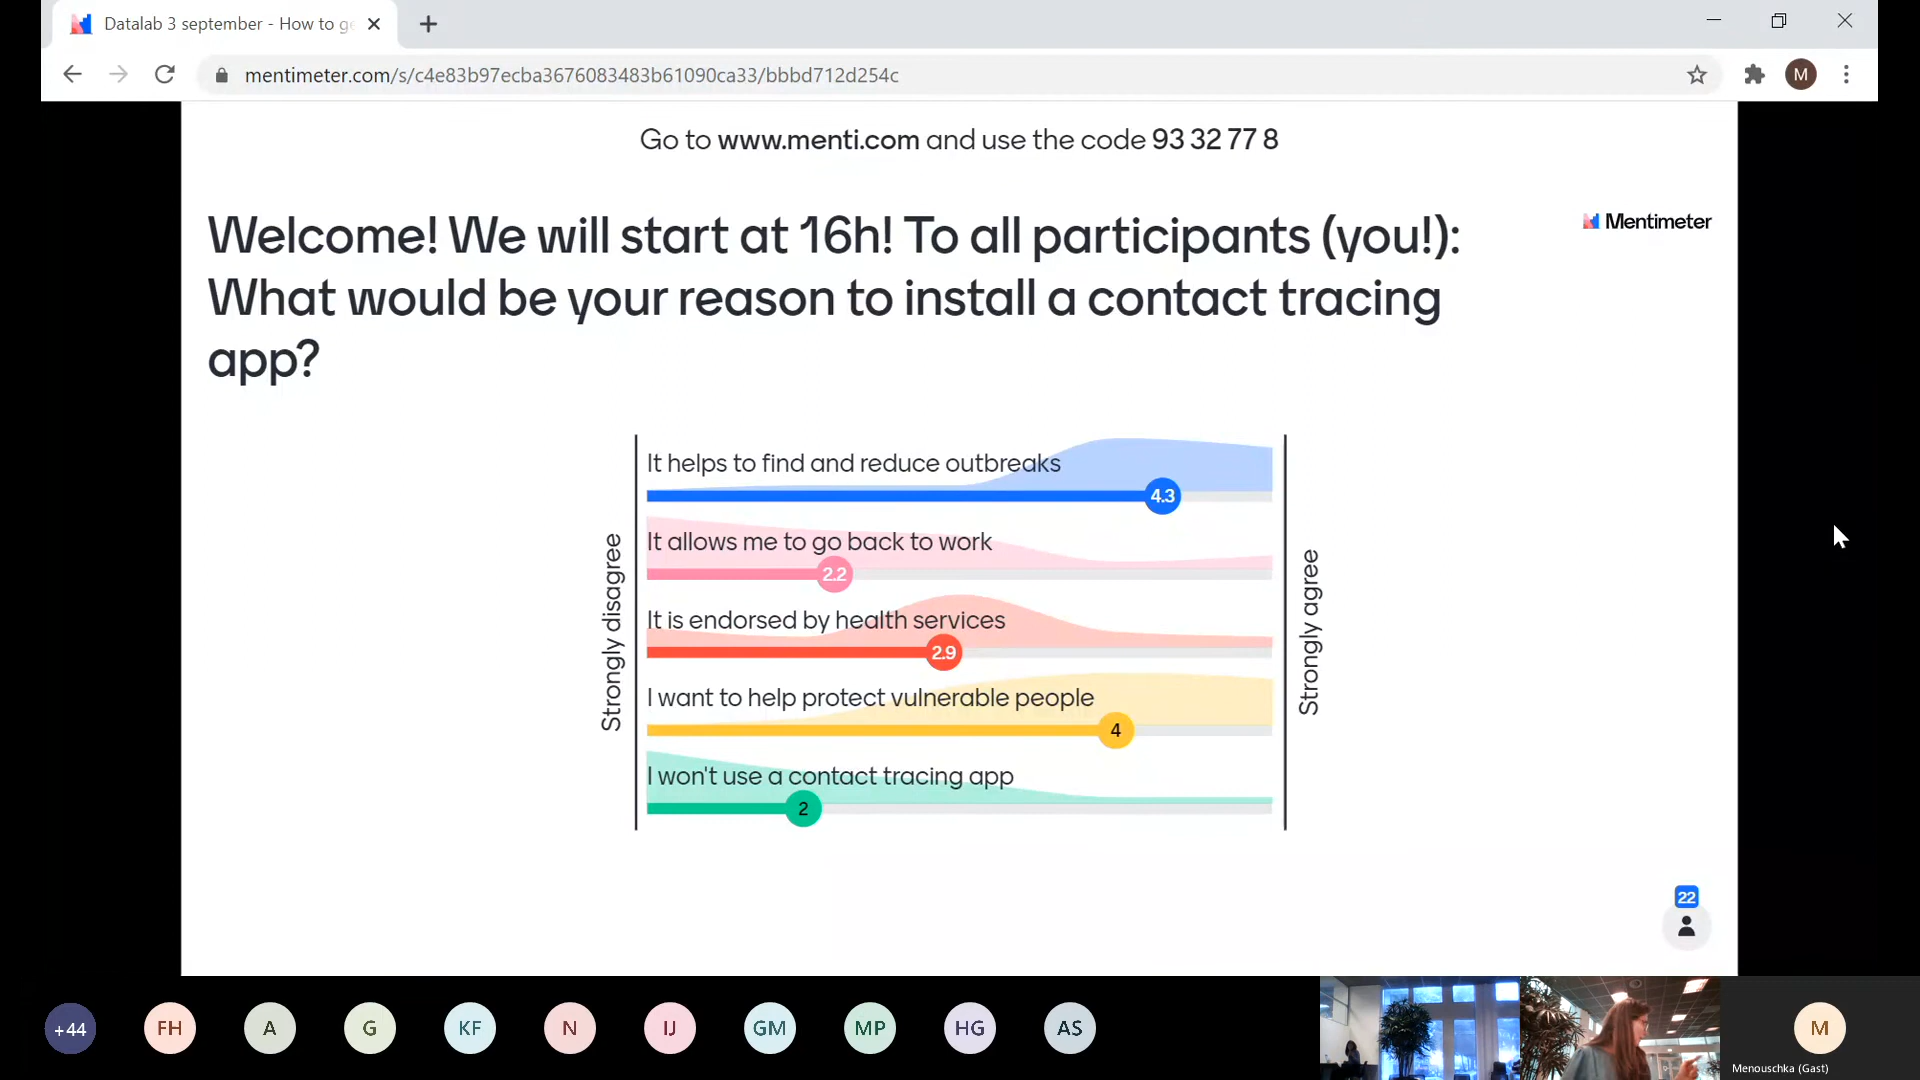 Datalab 3 september - How to ge
mentimeter.com/s/c4e83b97ecba3676083483b61090ca33/bbbd712d254c
M
Go to www.menti.com and use the code 93 32 77 8
Welcome! We will start at 16h! To all participants (you!):
What would be your reason to install a contact tracing
app?
Mentimeter
Strongly disagree
It helps to find and reduce outbreaks
4.3
It allows me to go back to work
2.2
It is endorsed by health services
2.9
I want to help protect vulnerable people
4
I won't use a contact tracing app
2
Strongly agree
22
+44
FH
A
G
KF
N
IJ
GM
MP
HG
AS
M
Menouschka (Gast)